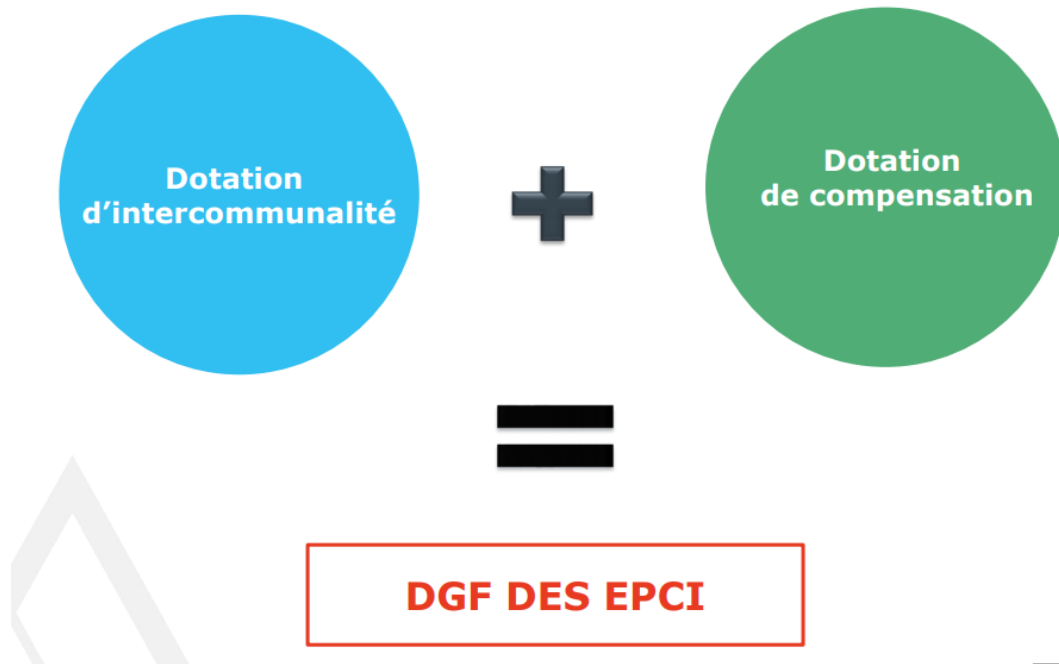 Dotation
d’intercommunalité
Dotation
de compensation
DGF DES EPCI